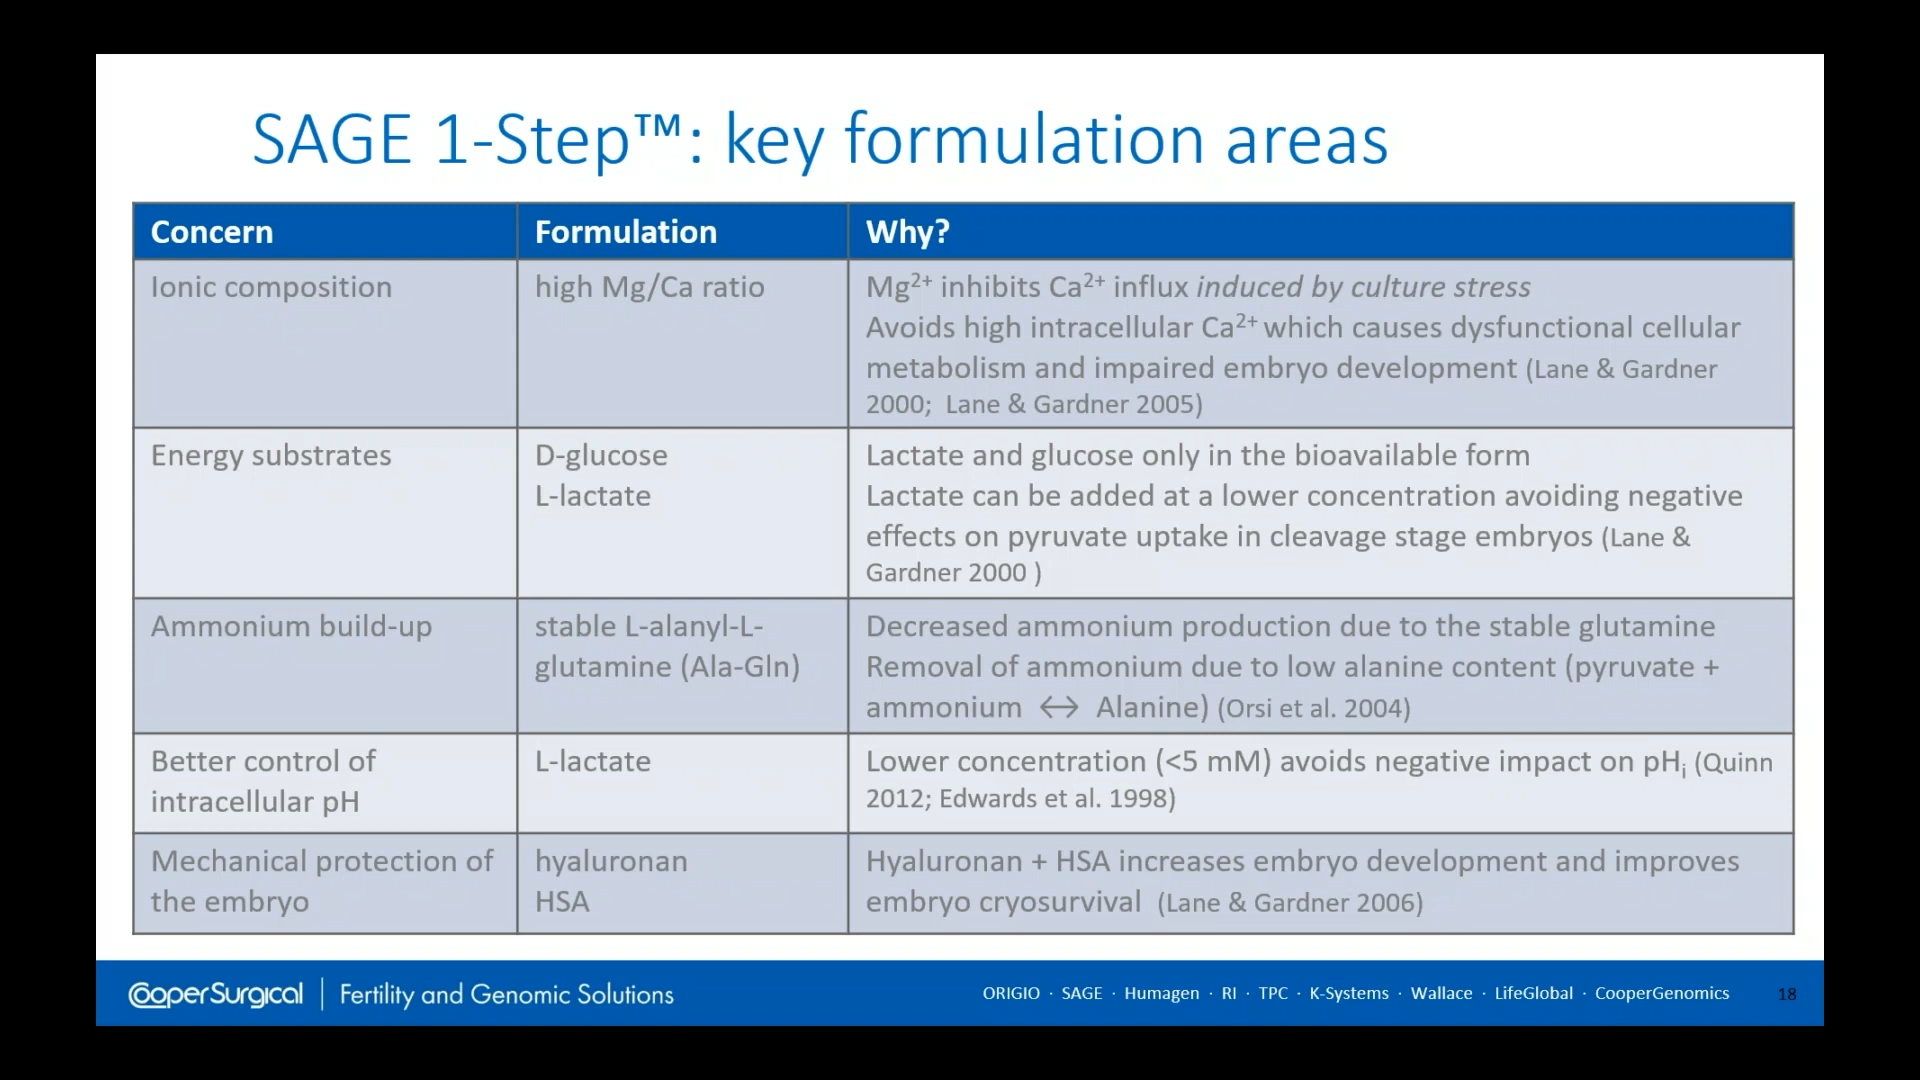 SAGE 1-Step™: key formulation areas
Concern
Formulation
Why?
Ionic composition
high Mg/Ca ratio
Mg²⁺ inhibits Ca²⁺ influx induced by culture stress
Avoids high intracellular Ca²⁺ which causes dysfunctional cellular
metabolism and impaired embryo development (Lane & Gardner
2000;  Lane & Gardner 2005)
Energy substrates
D-glucose
L-lactate
Lactate and glucose only in the bioavailable form
Lactate can be added at a lower concentration avoiding negative
effects on pyruvate uptake in cleavage stage embryos (Lane &
Gardner 2000 )
Ammonium build-up
stable L-alanyl-L-
glutamine (Ala-Gln)
Decreased ammonium production due to the stable glutamine
Removal of ammonium due to low alanine content (pyruvate +
ammonium ↔ Alanine) (Orsi et al. 2004)
Better control of
intracellular pH
L-lactate
Lower concentration (<5 mM) avoids negative impact on pHᵢ (Quinn
2012; Edwards et al. 1998)
Mechanical protection of
the embryo
hyaluronan
HSA
Hyaluronan + HSA increases embryo development and improves
embryo cryosurvival  (Lane & Gardner 2006)
CooperSurgical | Fertility and Genomic Solutions
ORIGIO · SAGE · Humagen · RI · TPC · K-Systems · Wallace · LifeGlobal · CooperGenomics
18